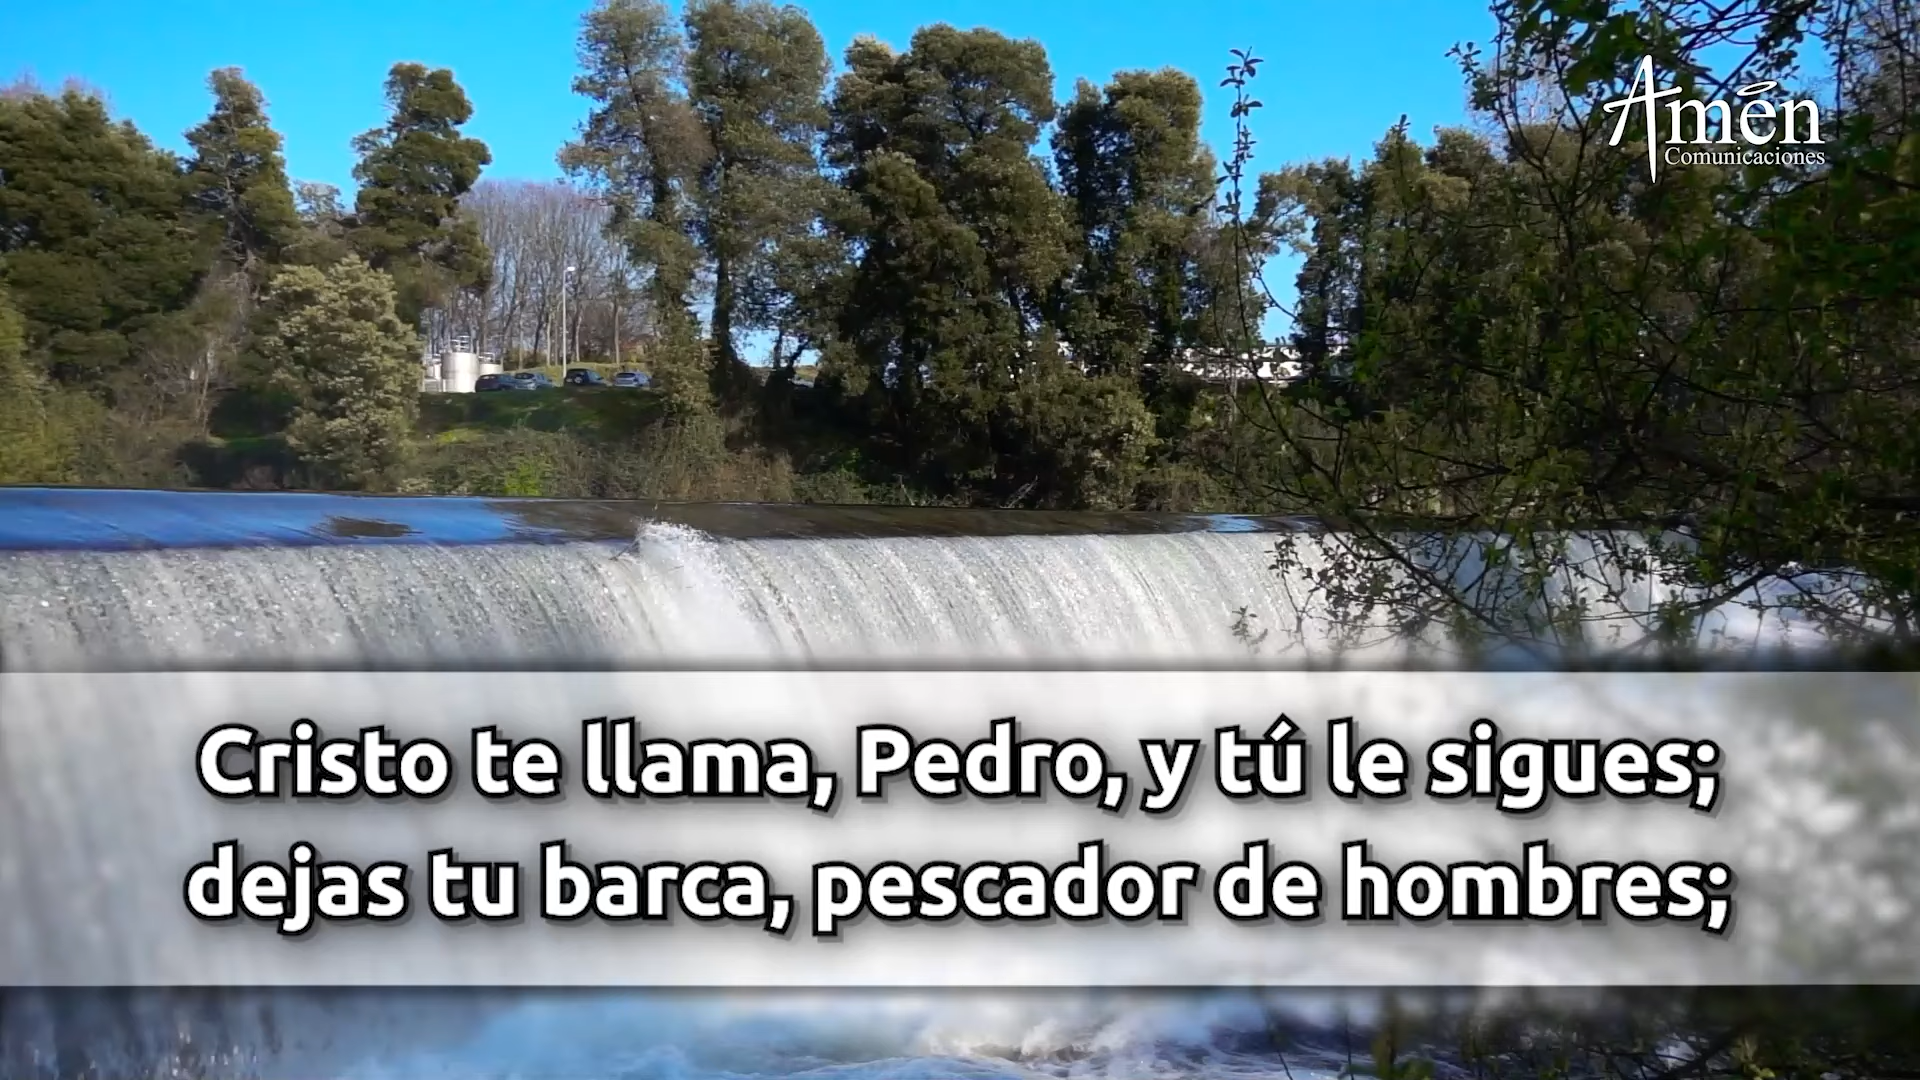 Amén
Comunicaciones
Cristo te llama, Pedro, y tú le sigues;
dejas tu barca, pescador de hombres;